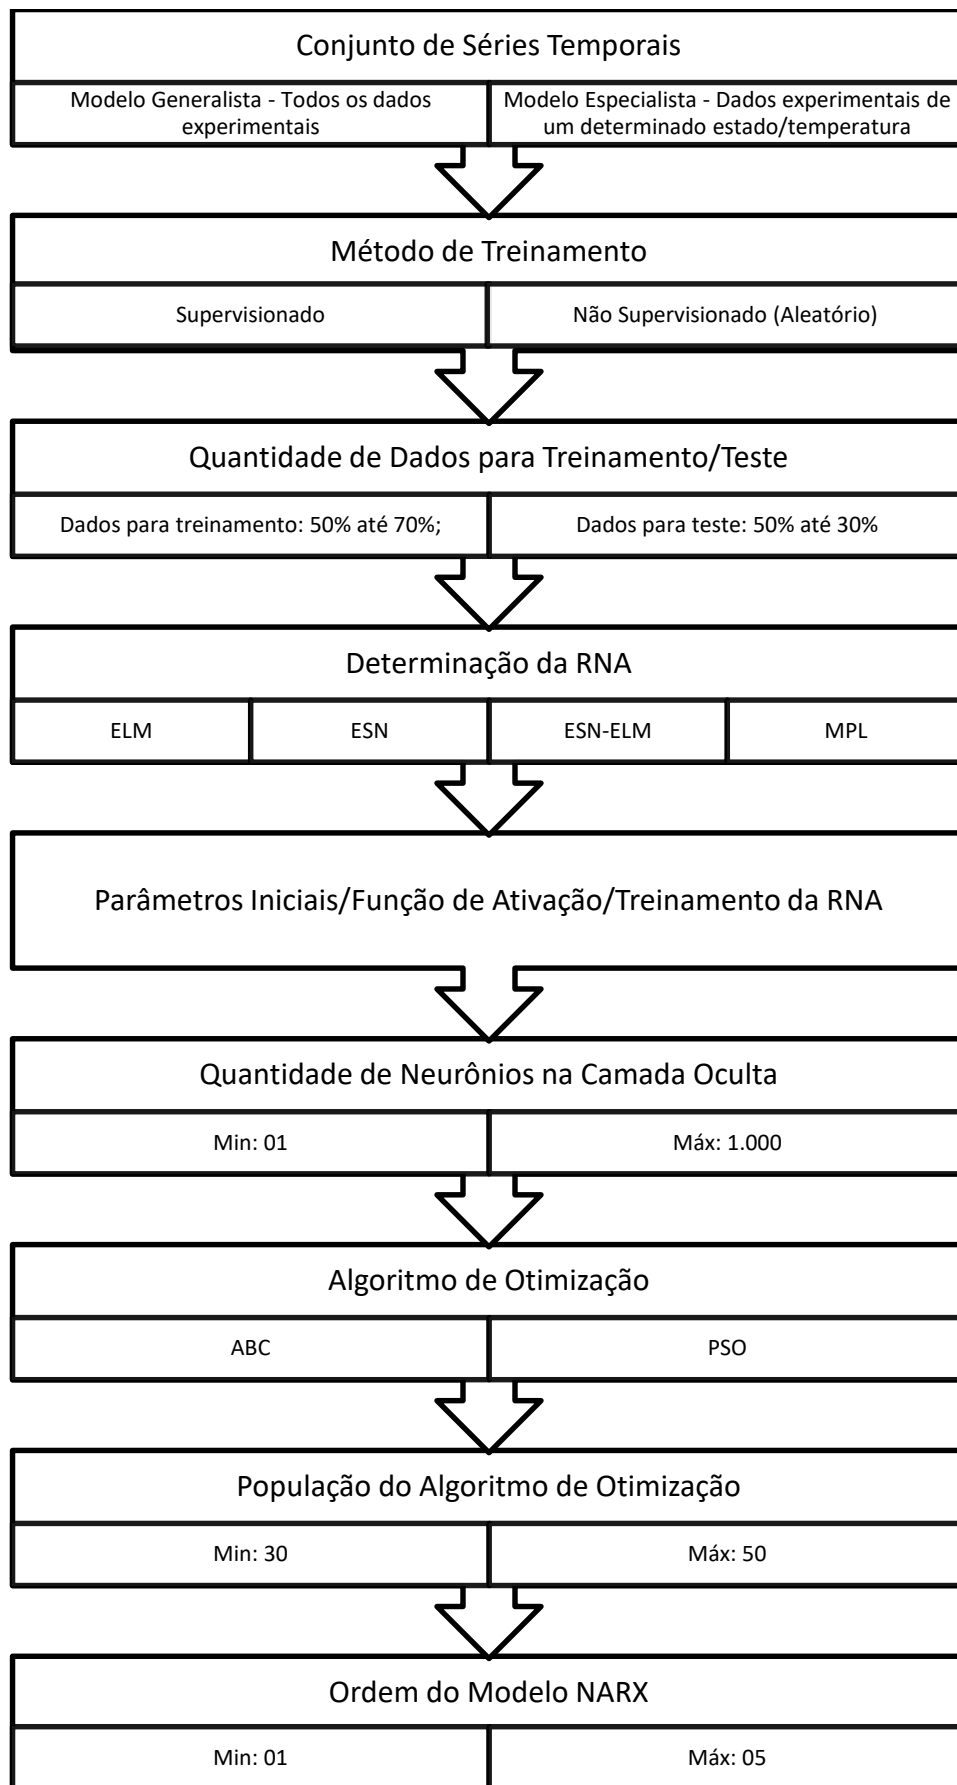 Conjunto de Séries Temporais
Modelo Generalista - Todos os dados
experimentais
Modelo Especialista - Dados experimentais de
um determinado estado/temperatura
Método de Treinamento
Supervisionado
Não Supervisionado (Aleatório)
Quantidade de Dados para Treinamento/Teste
Dados para treinamento: 50% até 70%;
Dados para teste: 50% até 30%
Determinação da RNA
ELM
ESN
ESN-ELM
MPL
Parâmetros Iniciais/Função de Ativação/Treinamento da RNA
Quantidade de Neurônios na Camada Oculta
Min: 01
Máx: 1.000
Algoritmo de Otimização
ABC
PSO
População do Algoritmo de Otimização
Min: 30
Máx: 50
Ordem do Modelo NARX
Min: 01
Máx: 05